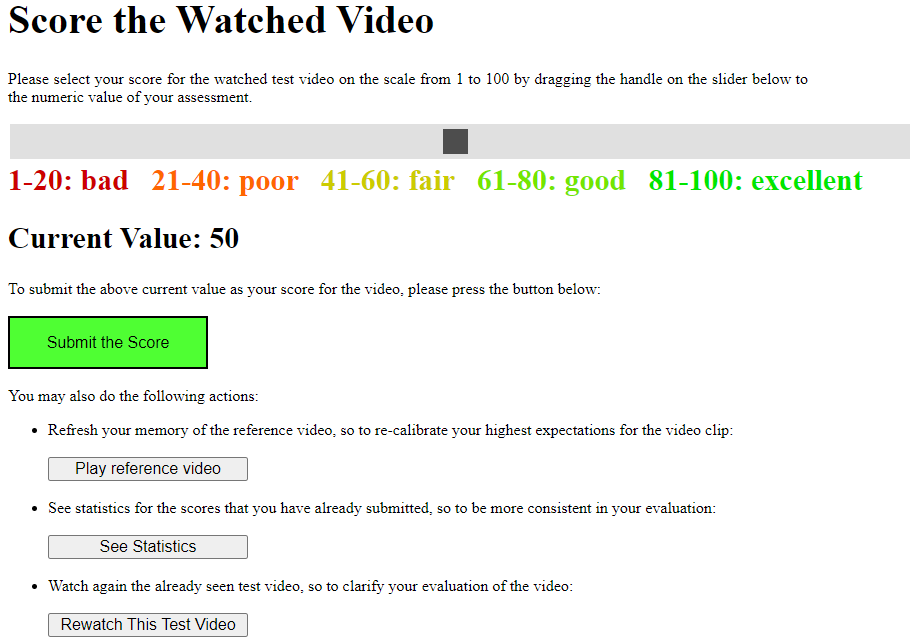 Score the Watched Video
Please select your score for the watched test video on the scale from 1 to 100 by dragging the handle on the slider below to
the numeric value of your assessment.
1-20: bad 21-40: poor 41-60: fair 61-80: good 81-100: excellent
Current Value: 50
To submit the above current value as your score for the video, please press the button below:
Submit the Score
You may also do the following actions:
• Refresh your memory of the reference video, so to re-calibrate your highest expectations for the video clip:
Play reference video
• See statistics for the scores that you have already submitted, so to be more consistent in your evaluation:
See Statistics
• Watch again the already seen test video, so to clarify your evaluation of the video:
Rewatch This Test Video